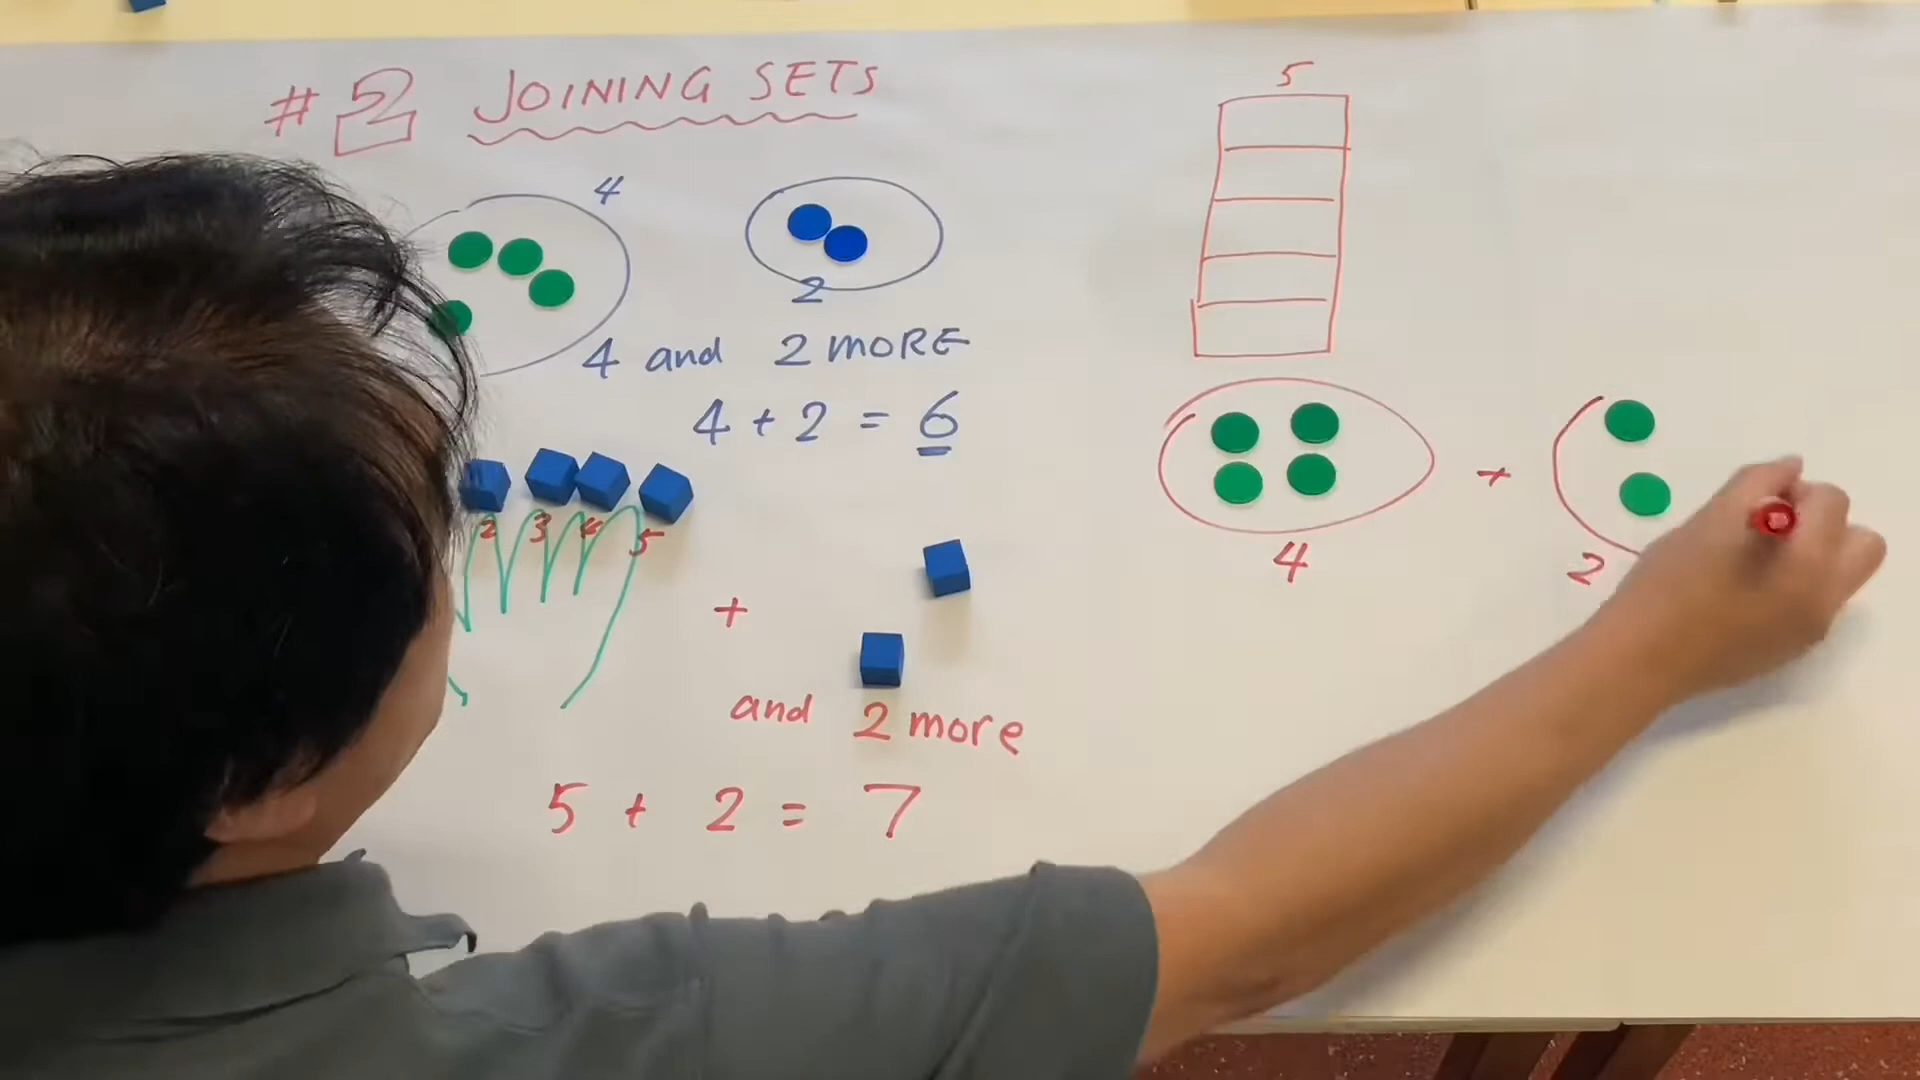 #2 JOINING SETS
4
2
4 and 2 MORE
4 + 2 = 6
2 3 4 5
+
and 2 more
5 + 2 = 7
5
+
4 2